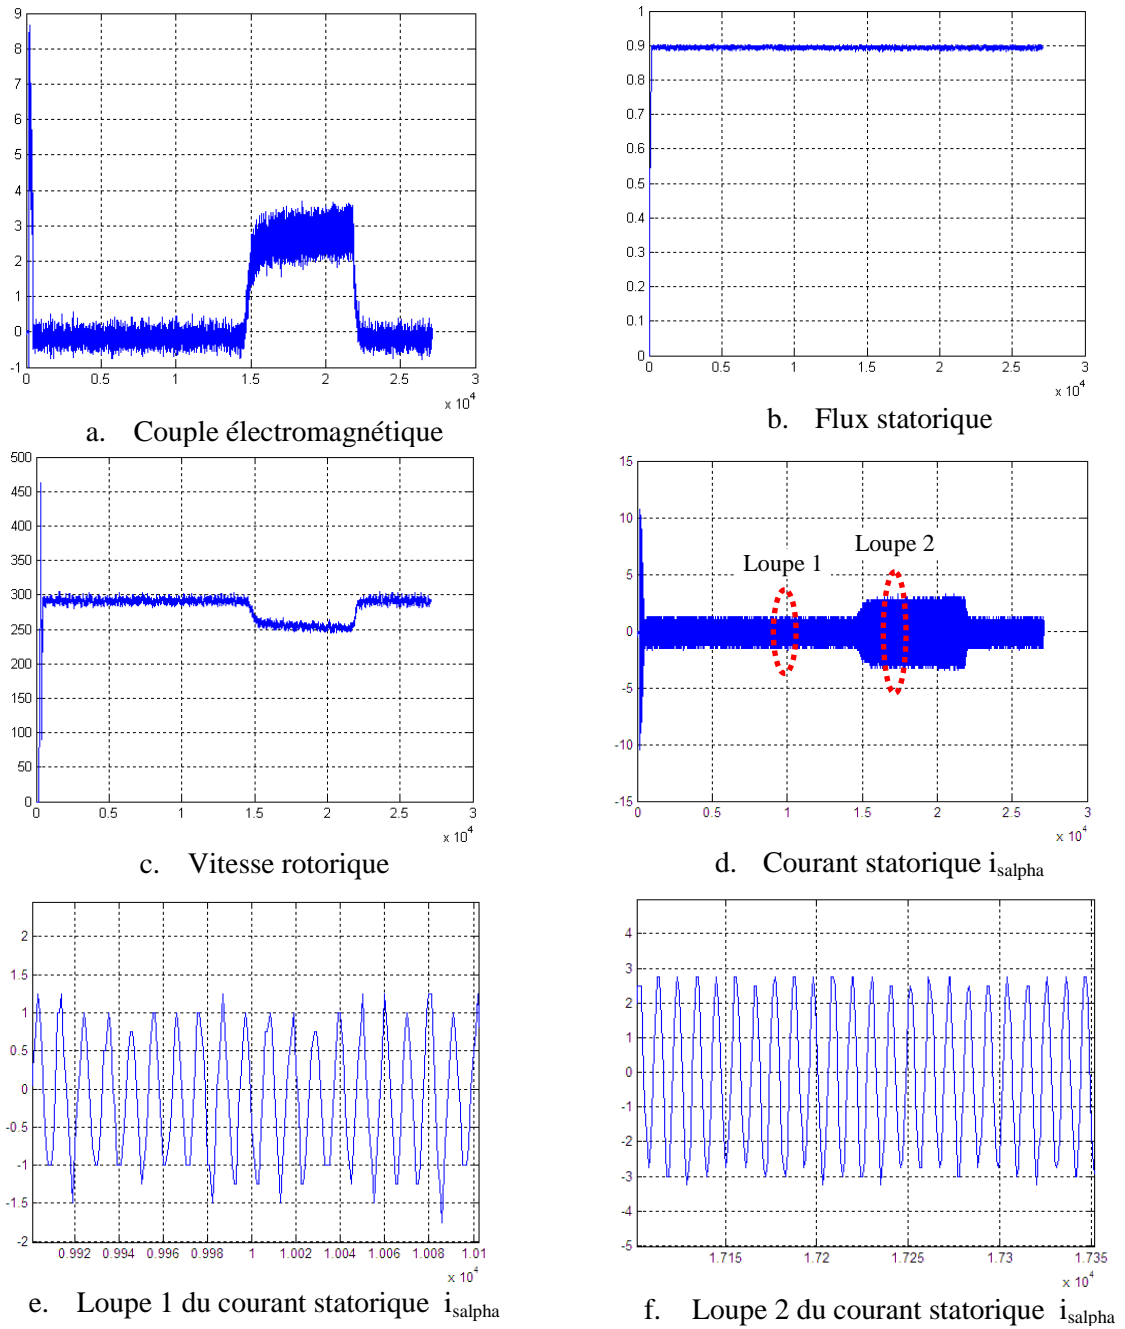 9
8
7
6
5
4
3
2
1
0
-1
0 0.5 1 1.5 2 2.5 3
x 10^4
a. Couple électromagnétique
1
0.9
0.8
0.7
0.6
0.5
0.4
0.3
0.2
0.1
0
0 0.5 1 1.5 2 2.5 3
x 10^4
b. Flux statorique
500
450
400
350
300
250
200
150
100
50
0
0 0.5 1 1.5 2 2.5 3
x 10^4
c. Vitesse rotorique
15
10
5
0
-5
-10
-15
Loupe 1
Loupe 2
0 0.5 1 1.5 2 2.5 3
x 10^4
d. Courant statorique isalpha
2
1.5
1
0.5
0
-0.5
-1
-1.5
-2
0.992 0.994 0.996 0.998 1 1.002 1.004 1.006 1.008 1.01
x 10^4
e. Loupe 1 du courant statorique isalpha
4
3
2
1
0
-1
-2
-3
-4
-5
1.715 1.72 1.725 1.73 1.735
x 10^4
f. Loupe 2 du courant statorique isalpha